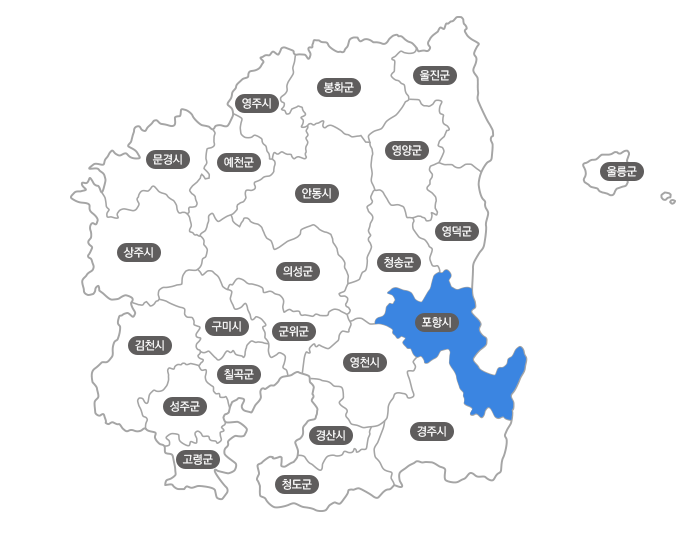 울진군
봉화군
영주시
영양군
문경시
예천군
울릉군
안동시
영덕군
상주시
청송군
의성군
포항시
구미시
군위군
김천시
영천시
칠곡군
성주군
경산시
경주시
고령군
청도군